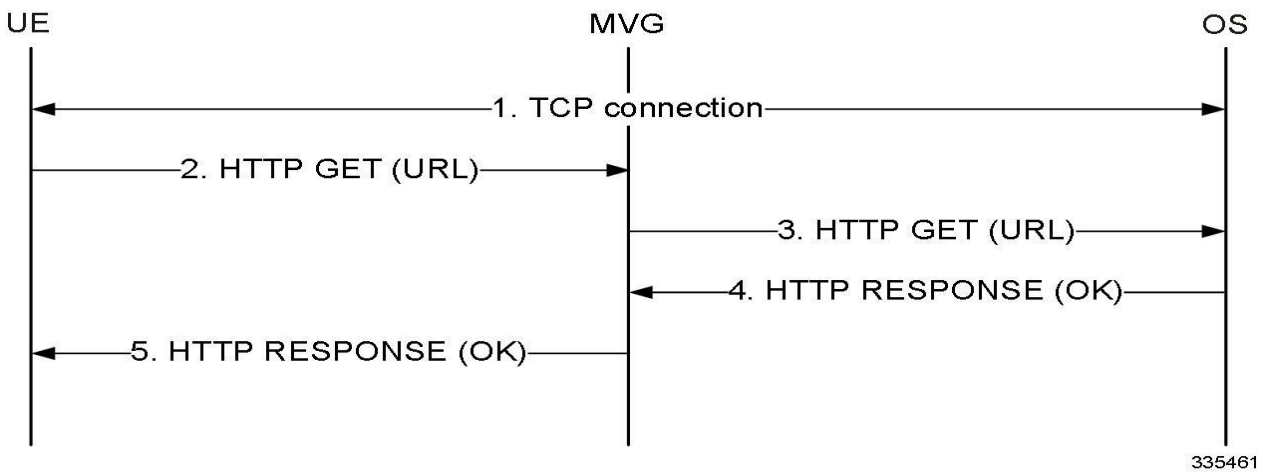 UE MVG OS
1. TCP connection
2. HTTP GET (URL)
3. HTTP GET (URL)
4. HTTP RESPONSE (OK)
5. HTTP RESPONSE (OK)
335461